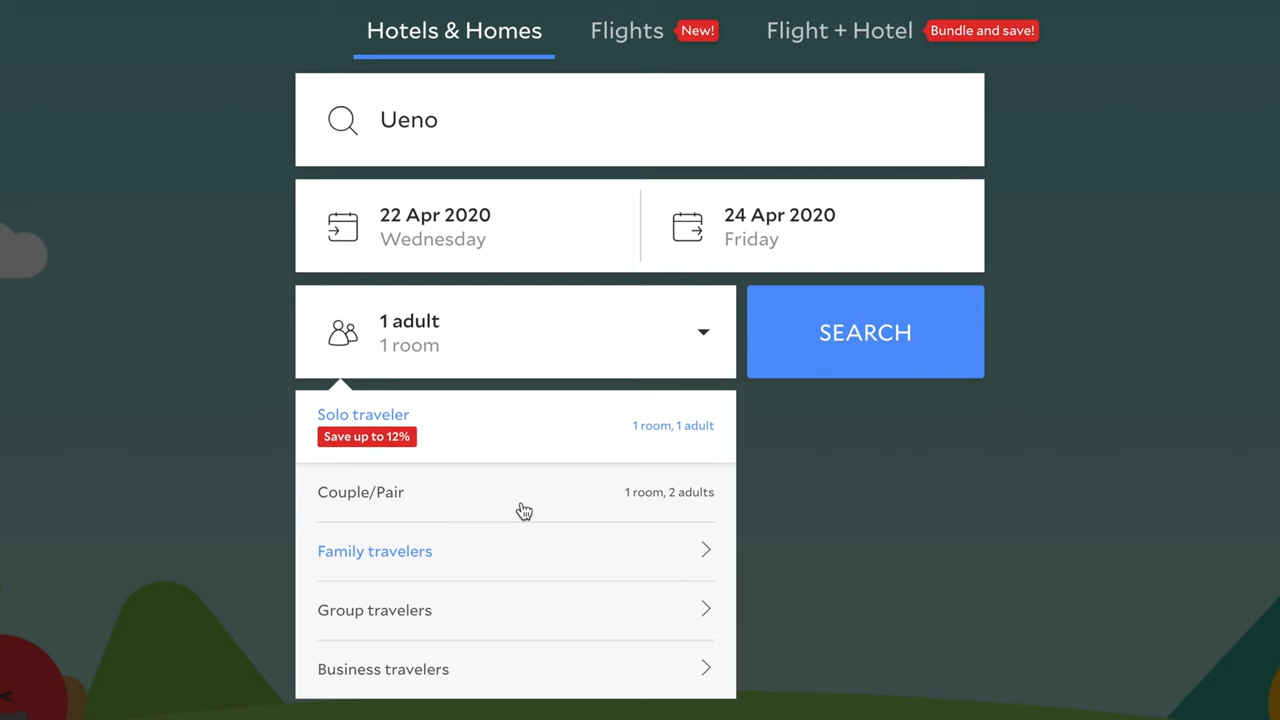 Hotels & Homes Flights New! Flight + Hotel Bundle and save!
Ueno
22 Apr 2020 24 Apr 2020
Wednesday Friday
1 adult
1 room
SEARCH
Solo traveler
Save up to 12%
1 room, 1 adult
Couple/Pair 1 room, 2 adults
Family travelers
Group travelers
Business travelers